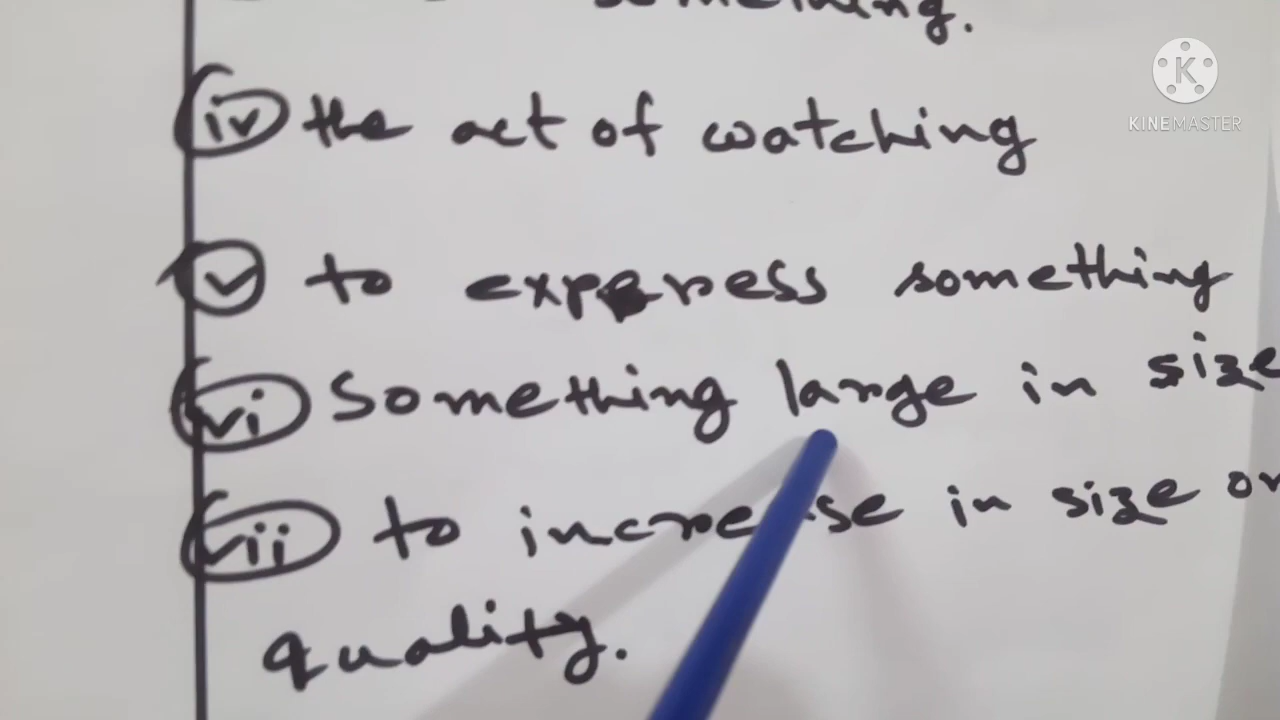 something.
(iv) the act of watching
(v) to express something
(vi) Something large in size
(vii) to increase in size or
quality.
KINEMASTER